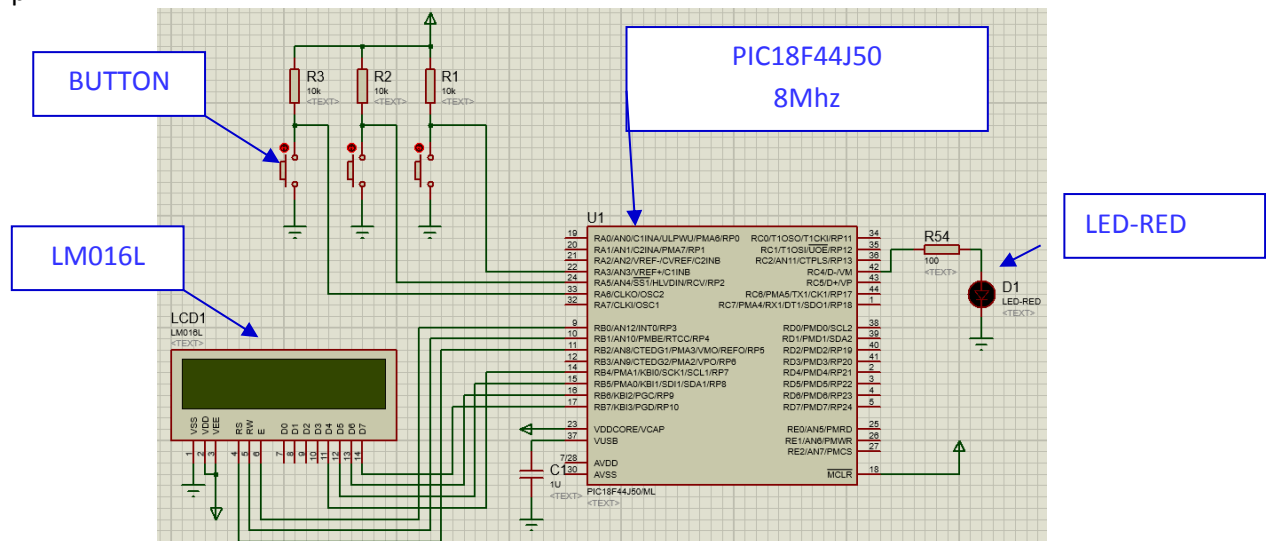 BUTTON
PIC18F44J50
8Mhz
LED-RED
LM016L
R3
10k
<TEXT>
R2
10k
<TEXT>
R1
10k
<TEXT>
U1
19 RA0/AN0/C1INA/ULPWU/PMA6/RP0
20 RA1/AN1/C2INA/PMA7/RP1
21 RA2/AN2/VREF-/CVREF/C2INB
22 RA3/AN3/VREF+/C1INB
24 RA5/AN4/SS1/HLVDIN/RCV/RP2
33 RA6/CLKO/OSC2
32 RA7/CLKI/OSC1
9 RB0/AN12/INT0/RP3
10 RB1/AN10/PMBE/RTCC/RP4
11 RB2/AN8/CTEDG1/PMA3/VMO/REFO/RP5
12 RB3/AN9/CTEDG2/PMA2/VPO/RP6
14 RB4/PMA1/KBI0/SCK1/SCL1/RP7
15 RB5/PMA0/KBI1/SDI1/SDA1/RP8
16 RB6/KBI2/PGC/RP9
17 RB7/KBI3/PGD/RP10
23 VDDCORE/VCAP
37 VUSB
7/28 AVDD
30 AVSS
RC0/T1OSO/T1CKI/RP11 34
RC1/T1OSI/UOE/RP12 35
RC2/AN11/CTPLS/RP13 36
RC4/D-/VM 42
RC5/D+/VP 43
RC6/PMA5/TX1/CK1/RP17 44
RC7/PMA4/RX1/DT1/SDO1/RP18 1
RD0/PMD0/SCL2 38
RD1/PMD1/SDA2 39
RD2/PMD2/RP19 40
RD3/PMD3/RP20 41
RD4/PMD4/RP21 2
RD5/PMD5/RP22 3
RD6/PMD6/RP23 4
RD7/PMD7/RP24 5
RE0/AN5/PMRD 25
RE1/AN6/PMWR 26
RE2/AN7/PMCS 27
MCLR 18
PIC18F44J50/ML
<TEXT>
R54
100
<TEXT>
D1
LED-RED
<TEXT>
LCD1
LM016L
<TEXT>
VSS VDD VEE RS RW E D0 D1 D2 D3 D4 D5 D6 D7
1 2 3 4 5 6 7 8 9 10 11 12 13 14
C1
1U
<TEXT>